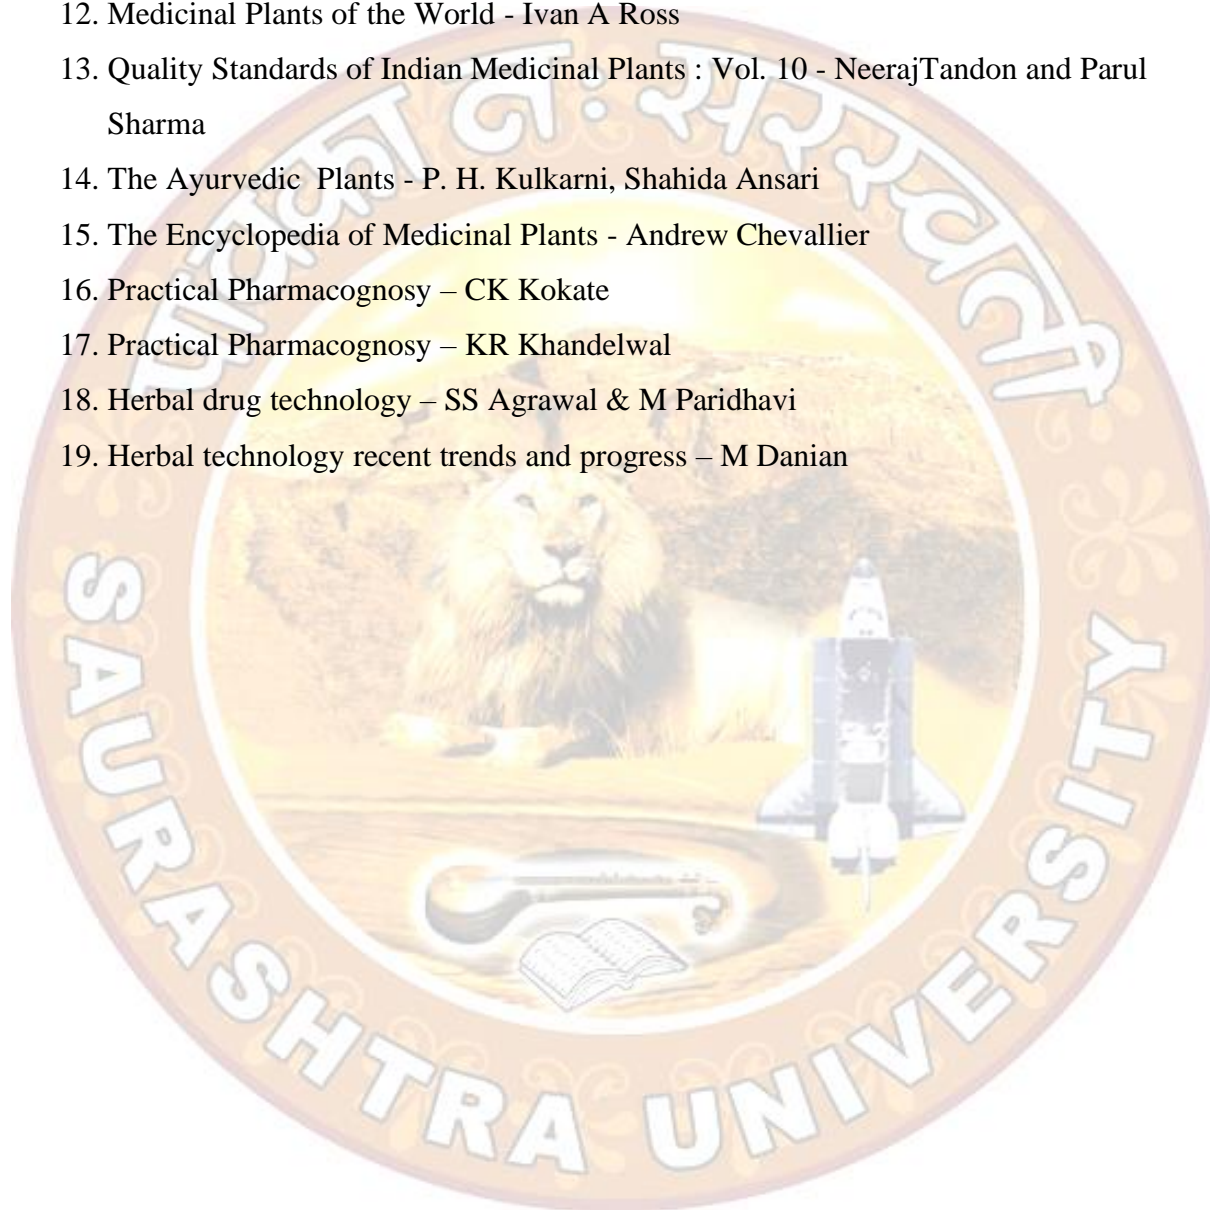 12. Medicinal Plants of the World - Ivan A Ross
13. Quality Standards of Indian Medicinal Plants : Vol. 10 - NeerajTandon and Parul
Sharma
14. The Ayurvedic Plants - P. H. Kulkarni, Shahida Ansari
15. The Encyclopedia of Medicinal Plants - Andrew Chevallier
16. Practical Pharmacognosy – CK Kokate
17. Practical Pharmacognosy – KR Khandelwal
18. Herbal drug technology – SS Agrawal & M Paridhavi
19. Herbal technology recent trends and progress – M Danian
पावका नः सरस्वती
SAURASHTRA UNIVERSITY